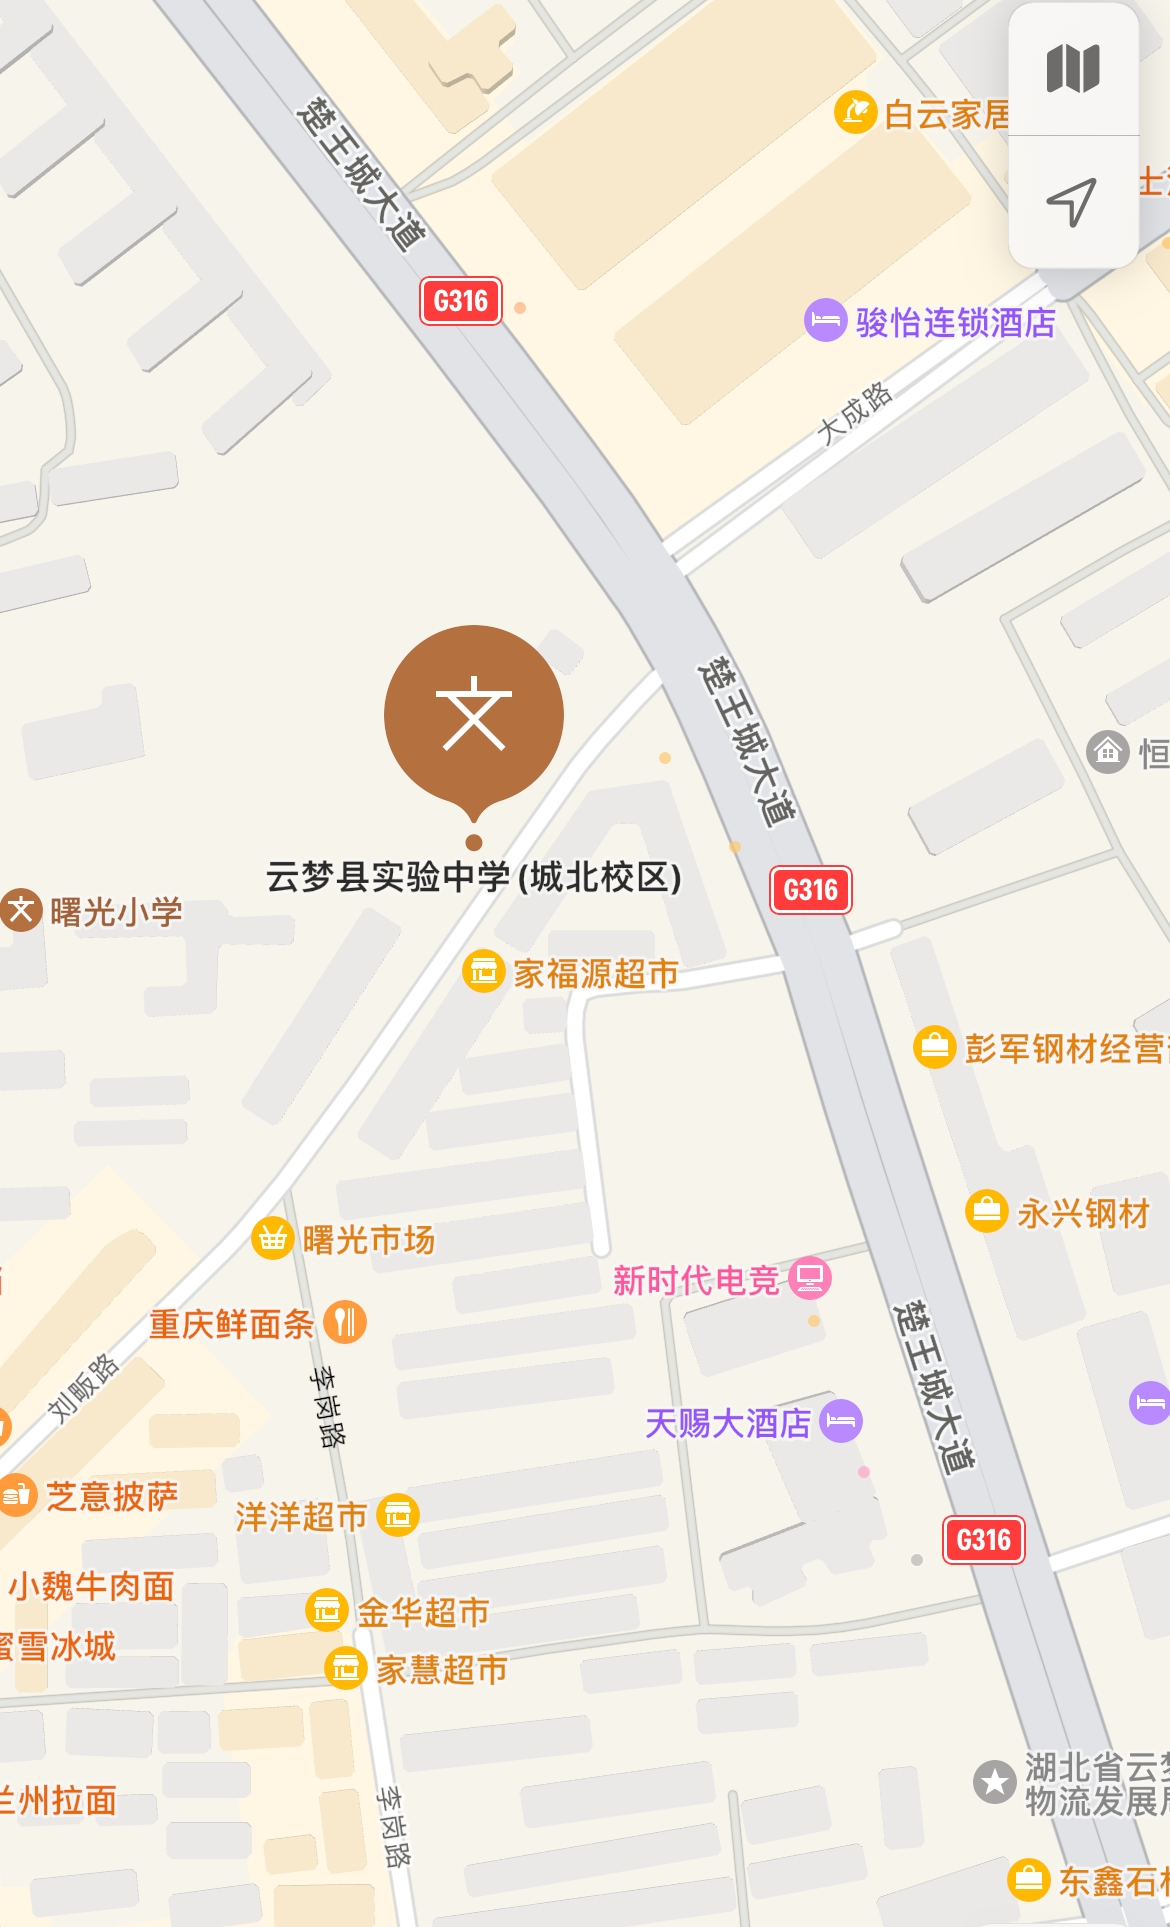 白云家居
楚王城大道
G316
骏怡连锁酒店
大成路
楚王城大道
恒
云梦县实验中学(城北校区)
G316
曙光小学
家福源超市
彭军钢材经营
永兴钢材
曙光市场
新时代电竞
重庆鲜面条
李岗路
刘畈路
楚王城大道
天赐大酒店
芝意披萨
洋洋超市
G316
小魏牛肉面
金华超市
蜜雪冰城
家慧超市
湖北省云梦
物流发展局
兰州拉面
李岗路
东鑫石材